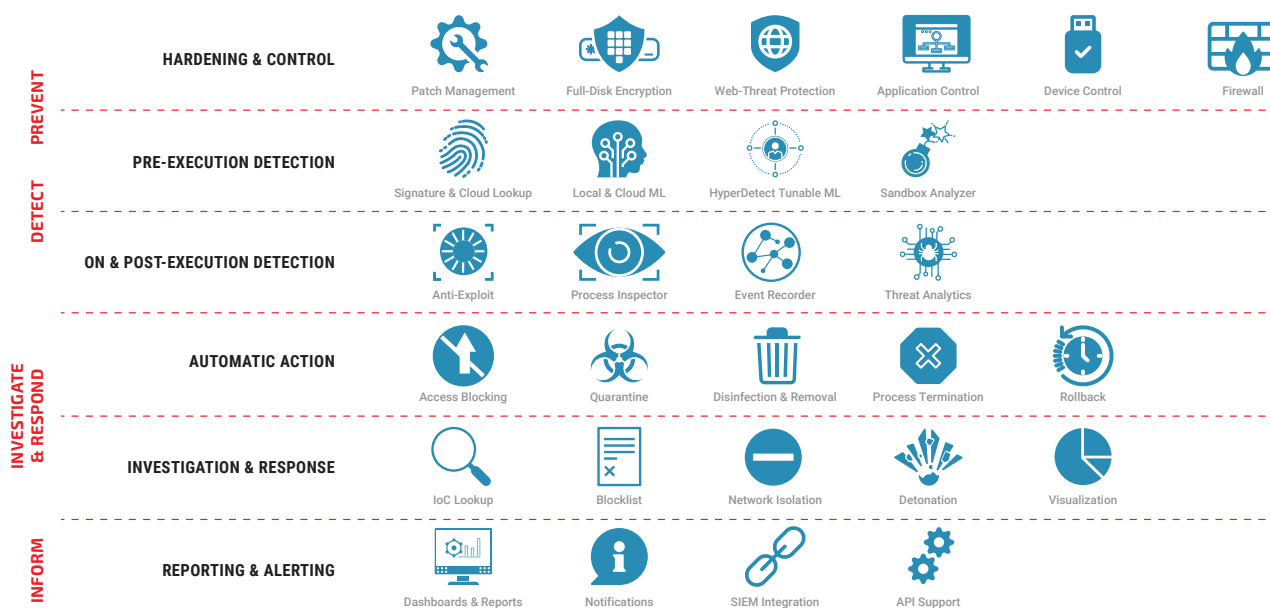 PREVENT
HARDENING & CONTROL
Patch Management
Full-Disk Encryption
Web-Threat Protection
Application Control
Device Control
Firewall
PRE-EXECUTION DETECTION
Signature & Cloud Lookup
Local & Cloud ML
HyperDetect Tunable ML
Sandbox Analyzer
DETECT
ON & POST-EXECUTION DETECTION
Anti-Exploit
Process Inspector
Event Recorder
Threat Analytics
INVESTIGATE
& RESPOND
AUTOMATIC ACTION
Access Blocking
Quarantine
Disinfection & Removal
Process Termination
Rollback
INVESTIGATION & RESPONSE
IoC Lookup
Blocklist
Network Isolation
Detonation
Visualization
INFORM
REPORTING & ALERTING
Dashboards & Reports
Notifications
SIEM Integration
API Support